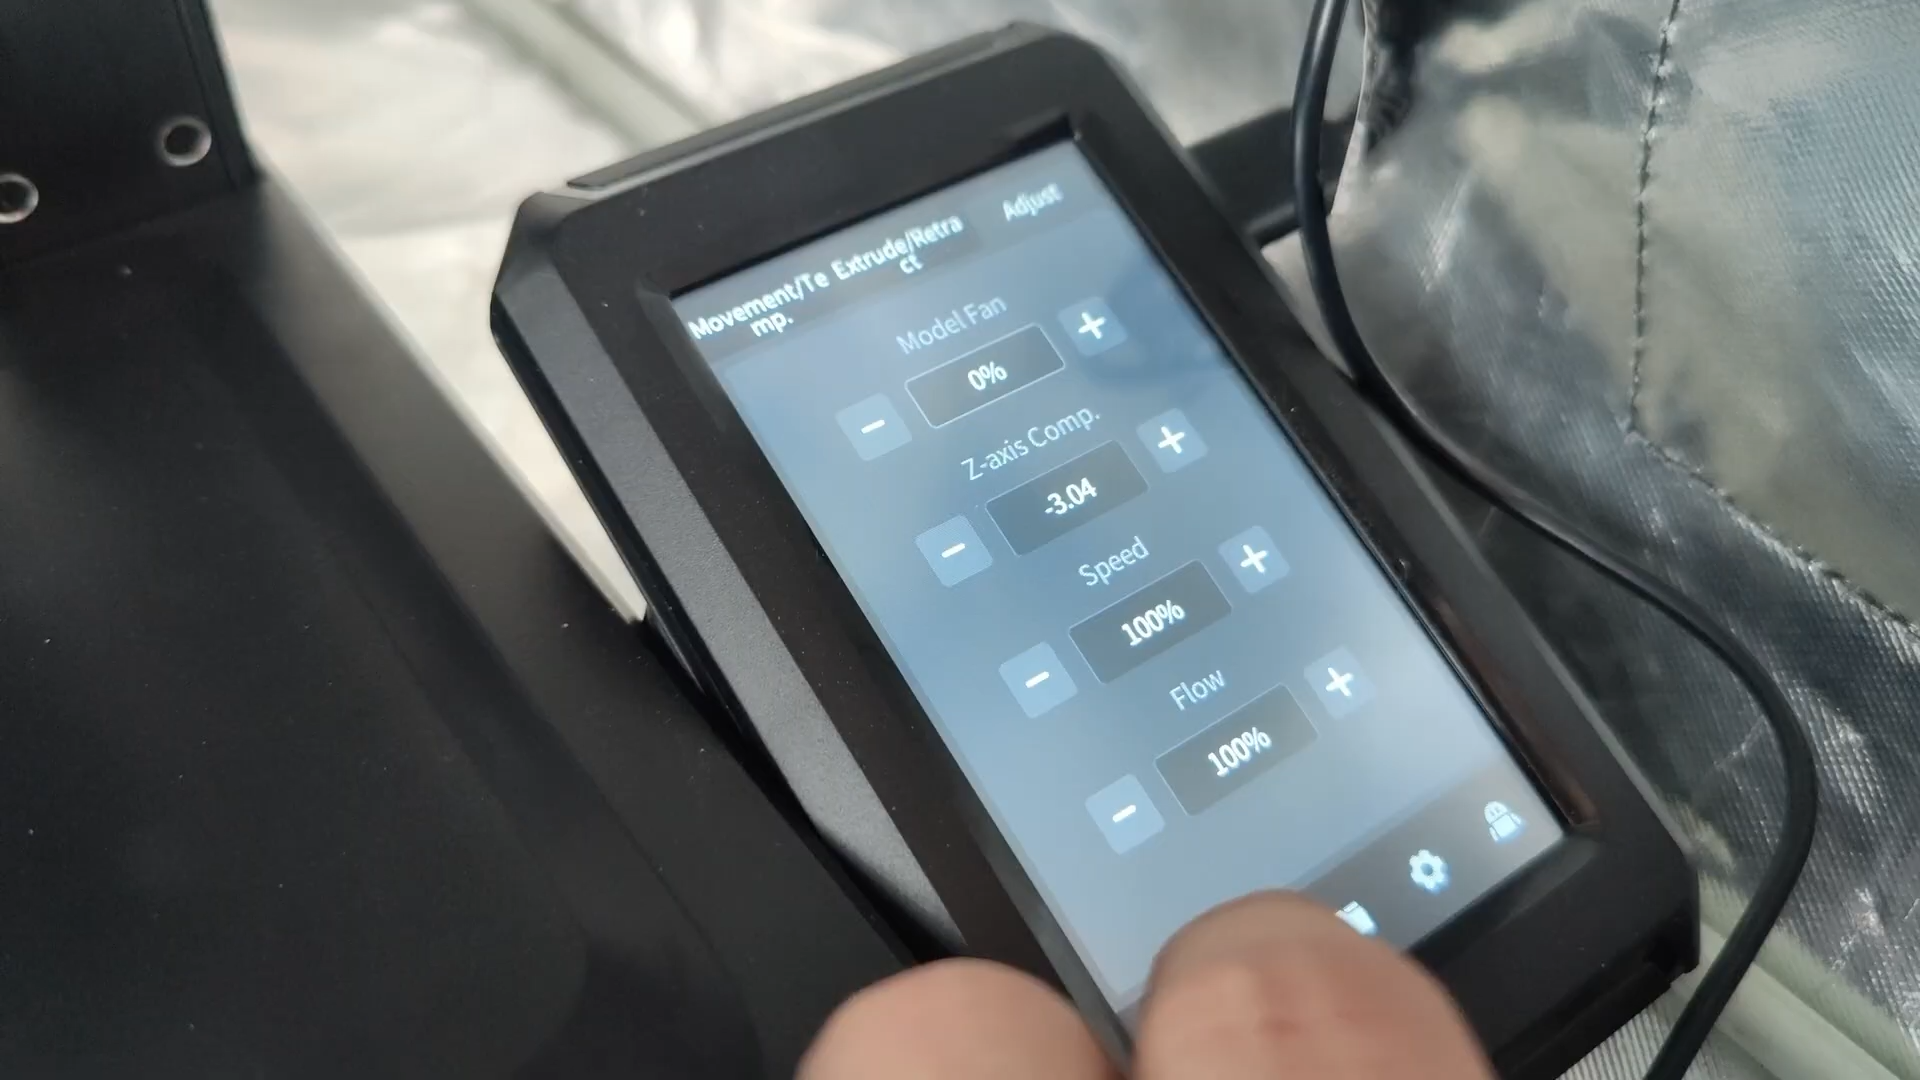 Movement/Te
mp.
Extrude/Retra
ct
Adjust
Model Fan
- 0% +
Z-axis Comp.
- -3.04 +
Speed
- 100% +
Flow
- 100% +